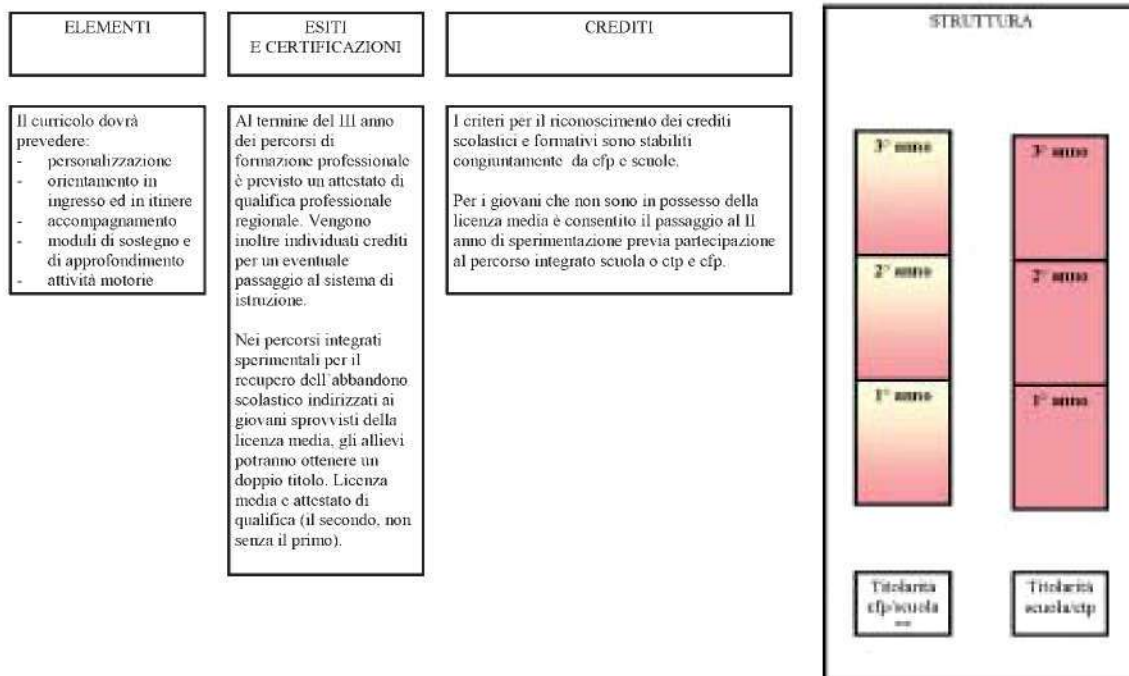 ELEMENTI
Il curricolo dovrà
prevedere:
- personalizzazione
- orientamento in
ingresso ed in itinere
- accompagnamento
- moduli di sostegno e
di approfondimento
- attività motorie
ESITI
E CERTIFICAZIONI
Al termine del III anno
dei percorsi di
formazione professionale
è previsto un attestato di
qualifica professionale
regionale. Vengono
inoltre individuati crediti
per un eventuale
passaggio al sistema di
istruzione.
Nei percorsi integrati
sperimentali per il
recupero dell'abbandono
scolastico indirizzati ai
giovani sprovvisti della
licenza media, gli allievi
potranno ottenere un
doppio titolo. Licenza
media e attestato di
qualifica (il secondo, non
senza il primo).
CREDITI
I criteri per il riconoscimento dei crediti
scolastici e formativi sono stabiliti
congiuntamente da cfp e scuole.
Per i giovani che non sono in possesso della
licenza media è consentito il passaggio al II
anno di sperimentazione previa partecipazione
al percorso integrato scuola o ctp e cfp.
STRUTTURA
3° anno
2° anno
1° anno
Titolarità
cfp/scuola
**
3° anno
2° anno
1° anno
Titolarità
scuola/ctp